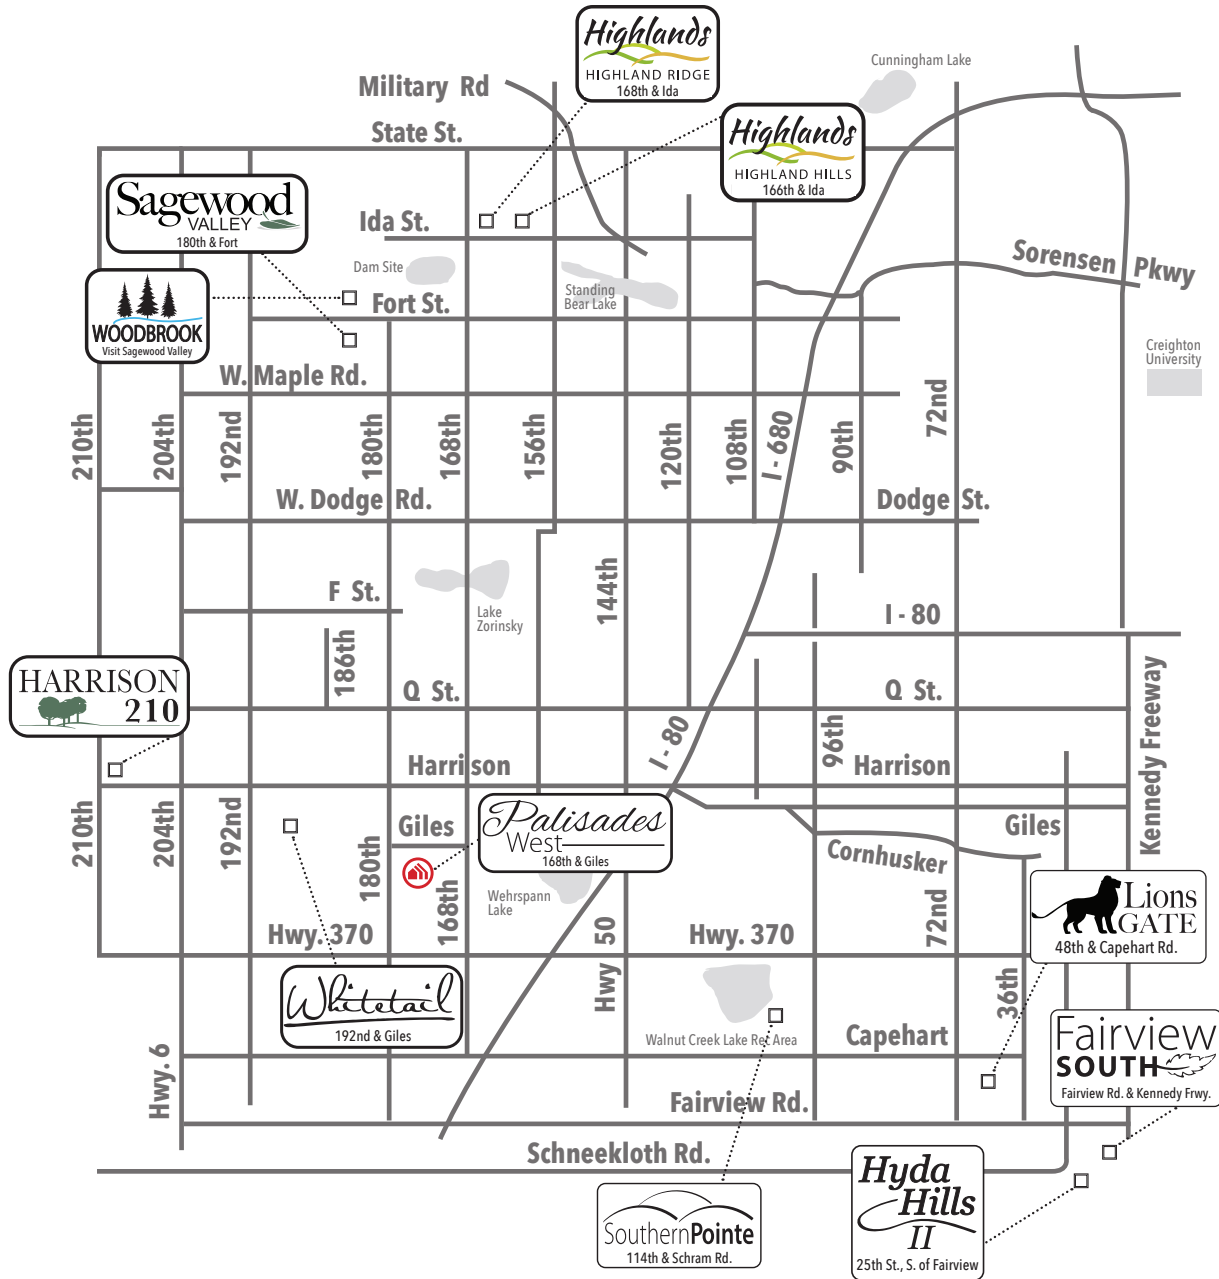 Highlands
HIGHLAND RIDGE
168th & Ida
Cunningham Lake
Military Rd
State St.
Highlands
HIGHLAND HILLS
166th & Ida
Sagewood
VALLEY
180th & Fort
Ida St.
Sorensen Pkwy
Dam Site
WOODBROOK
Visit Sagewood Valley
Standing
Bear Lake
Fort St.
Creighton
University
W. Maple Rd.
210th
204th
192nd
180th
168th
156th
120th
108th
I - 680
90th
72nd
W. Dodge Rd.
Dodge St.
F St.
Lake
Zorinsky
144th
I - 80
HARRISON
210
186th
Q St.
Q St.
I - 80
96th
Kennedy Freeway
Harrison
Harrison
210th
204th
192nd
180th
Giles
Palisades
West
168th & Giles
Giles
Cornhusker
168th
Wehrspann
Lake
Hwy 50
72nd
Lions
GATE
48th & Capehart Rd.
Hwy. 370
Hwy. 370
Whitetail
192nd & Giles
36th
Walnut Creek Lake Rec Area
Capehart
Fairview
SOUTH
Fairview Rd. & Kennedy Frwy.
Hwy. 6
Fairview Rd.
Schneekloth Rd.
Hyda
Hills
II
25th St., S. of Fairview
SouthernPointe
114th & Schram Rd.